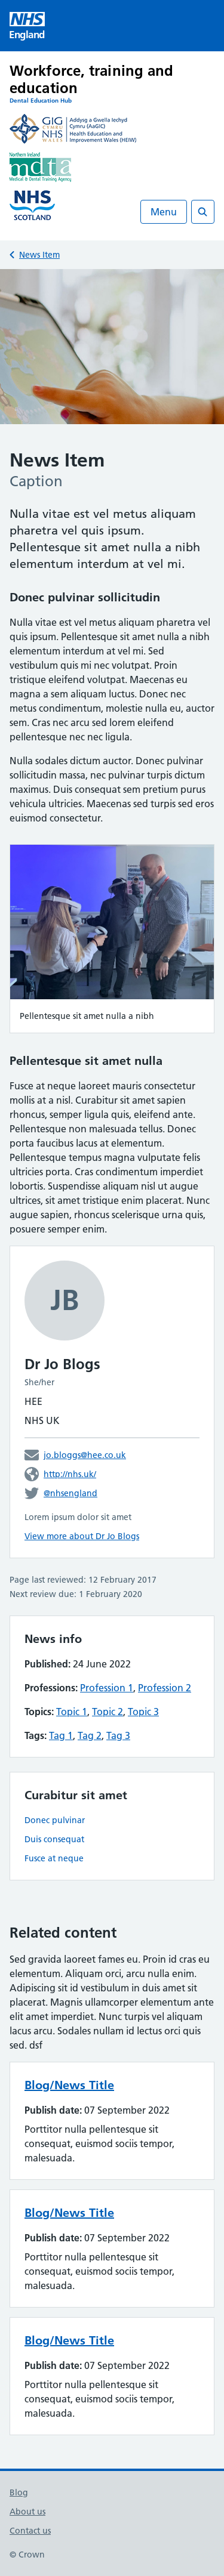 NHS
England
Workforce, training and
education
Dental Education Hub
GIG
CYMRU
NHS
WALES
Addysg a Gwella Iechyd
Cymru (AaGIC)
Health Education and
Improvement Wales (HEIW)
Northern Ireland
mdta
Medical & Dental Training Agency
NHS
SCOTLAND
Menu
News Item
News Item
Caption
Nulla vitae est vel metus aliquam
pharetra vel quis ipsum.
Pellentesque sit amet nulla a nibh
elementum interdum at vel mi.
Donec pulvinar sollicitudin
Nulla vitae est vel metus aliquam pharetra vel
quis ipsum. Pellentesque sit amet nulla a nibh
elementum interdum at vel mi. Sed
vestibulum quis mi nec volutpat. Proin
tristique eleifend volutpat. Maecenas eu
magna a sem aliquam luctus. Donec nec
metus condimentum, molestie nulla eu, auctor
sem. Cras nec arcu sed lorem eleifend
pellentesque nec nec ligula.
Nulla sodales dictum auctor. Donec pulvinar
sollicitudin massa, nec pulvinar turpis dictum
maximus. Duis consequat sem pretium purus
vehicula ultricies. Maecenas sed turpis sed eros
euismod consectetur.
Pellentesque sit amet nulla a nibh
Pellentesque sit amet nulla
Fusce at neque laoreet mauris consectetur
mollis at a nisl. Curabitur sit amet sapien
rhoncus, semper ligula quis, eleifend ante.
Pellentesque non malesuada tellus. Donec
porta faucibus lacus at elementum.
Pellentesque tempus magna vulputate felis
ultricies porta. Cras condimentum imperdiet
lobortis. Suspendisse aliquam nisl ut augue
ultrices, sit amet tristique enim placerat. Nunc
augue sapien, rhoncus scelerisque urna quis,
posuere semper enim.
JB
Dr Jo Blogs
She/her
HEE
NHS UK
jo.bloggs@hee.co.uk
http://nhs.uk/
@nhsengland
Lorem ipsum dolor sit amet
View more about Dr Jo Blogs
Page last reviewed: 12 February 2017
Next review due: 1 February 2020
News info
Published: 24 June 2022
Professions: Profession 1, Profession 2
Topics: Topic 1, Topic 2, Topic 3
Tags: Tag 1, Tag 2, Tag 3
Curabitur sit amet
Donec pulvinar
Duis consequat
Fusce at neque
Related content
Sed gravida laoreet fames eu. Proin id cras eu
elementum. Aliquam orci, arcu nulla enim.
Adipiscing sit id vestibulum in duis amet sit
placerat. Magnis ullamcorper elementum ante
elit amet imperdiet. Nunc turpis vel aliquam
lacus arcu. Sodales nullam id lectus orci quis
sed. dsf
Blog/News Title
Publish date: 07 September 2022
Porttitor nulla pellentesque sit
consequat, euismod sociis tempor,
malesuada.
Blog/News Title
Publish date: 07 September 2022
Porttitor nulla pellentesque sit
consequat, euismod sociis tempor,
malesuada.
Blog/News Title
Publish date: 07 September 2022
Porttitor nulla pellentesque sit
consequat, euismod sociis tempor,
malesuada.
Blog
About us
Contact us
© Crown